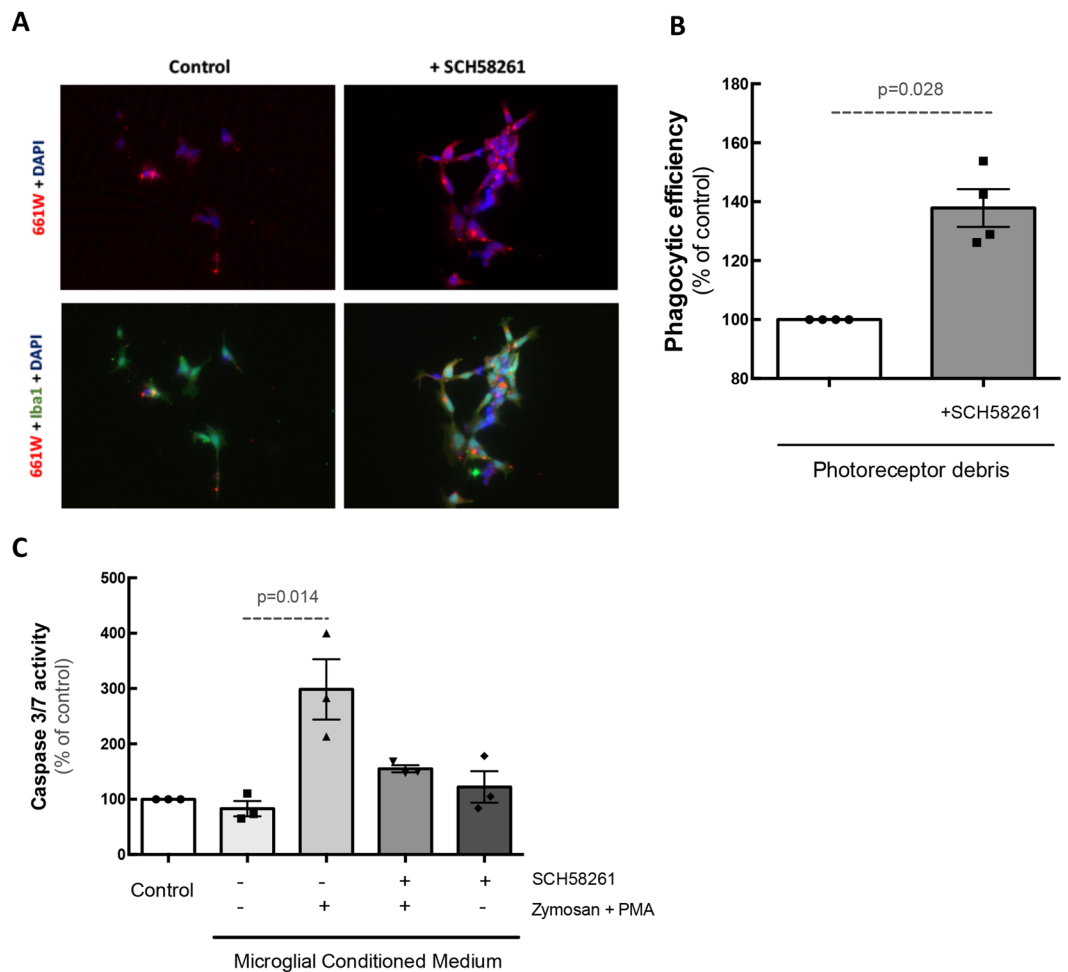 A
Control
+ SCH58261
661W + DAPI
661W + Iba1 + DAPI
B
Phagocytic efficiency
(% of control)
180
160
140
120
100
80
p=0.028
+SCH58261
Photoreceptor debris
C
Caspase 3/7 activity
(% of control)
500
400
300
200
100
0
p=0.014
Control
- - + + SCH58261
- + + - Zymosan + PMA
Microglial Conditioned Medium